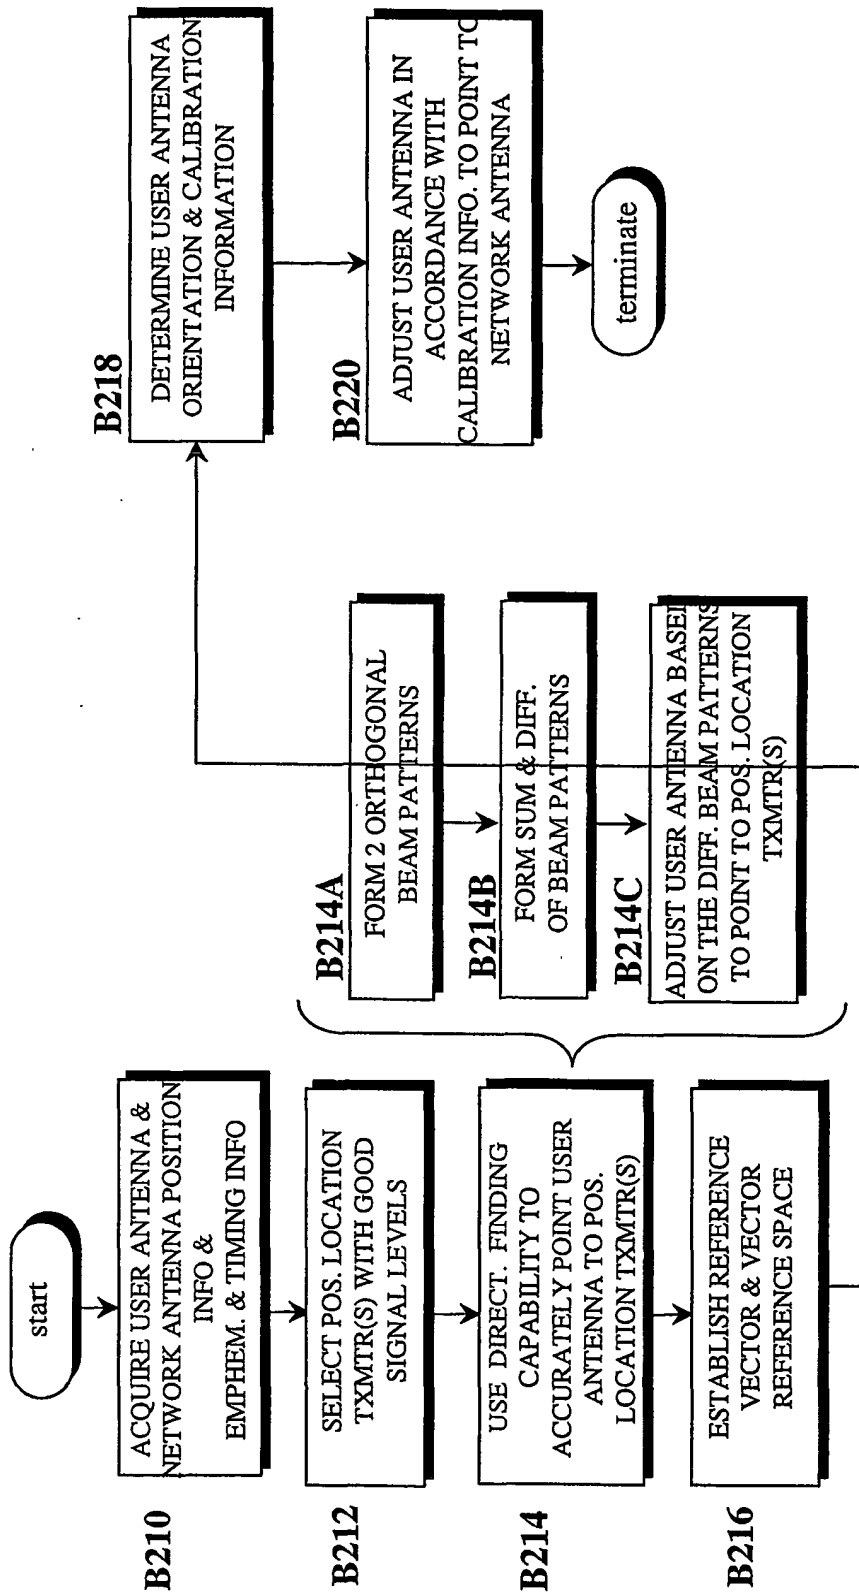 start
B210
ACQUIRE USER ANTENNA &
NETWORK ANTENNA POSITION
INFO &
EMPHEM. & TIMING INFO
B212
SELECT POS. LOCATION
TXMTR(S) WITH GOOD
SIGNAL LEVELS
B214
USE DIRECT. FINDING
CAPABILITY TO
ACCURATELY POINT USER
ANTENNA TO POS.
LOCATION TXMTR(S)
B216
ESTABLISH REFERENCE
VECTOR & VECTOR
REFERENCE SPACE
B214A
FORM 2 ORTHOGONAL
BEAM PATTERNS
B214B
FORM SUM & DIFF.
OF BEAM PATTERNS
B214C
ADJUST USER ANTENNA BASED
ON THE DIFF. BEAM PATTERNS
TO POINT TO POS. LOCATION
TXMTR(S)
B218
DETERMINE USER ANTENNA
ORIENTATION & CALIBRATION
INFORMATION
B220
ADJUST USER ANTENNA IN
ACCORDANCE WITH
CALIBRATION INFO. TO POINT TO
NETWORK ANTENNA
terminate